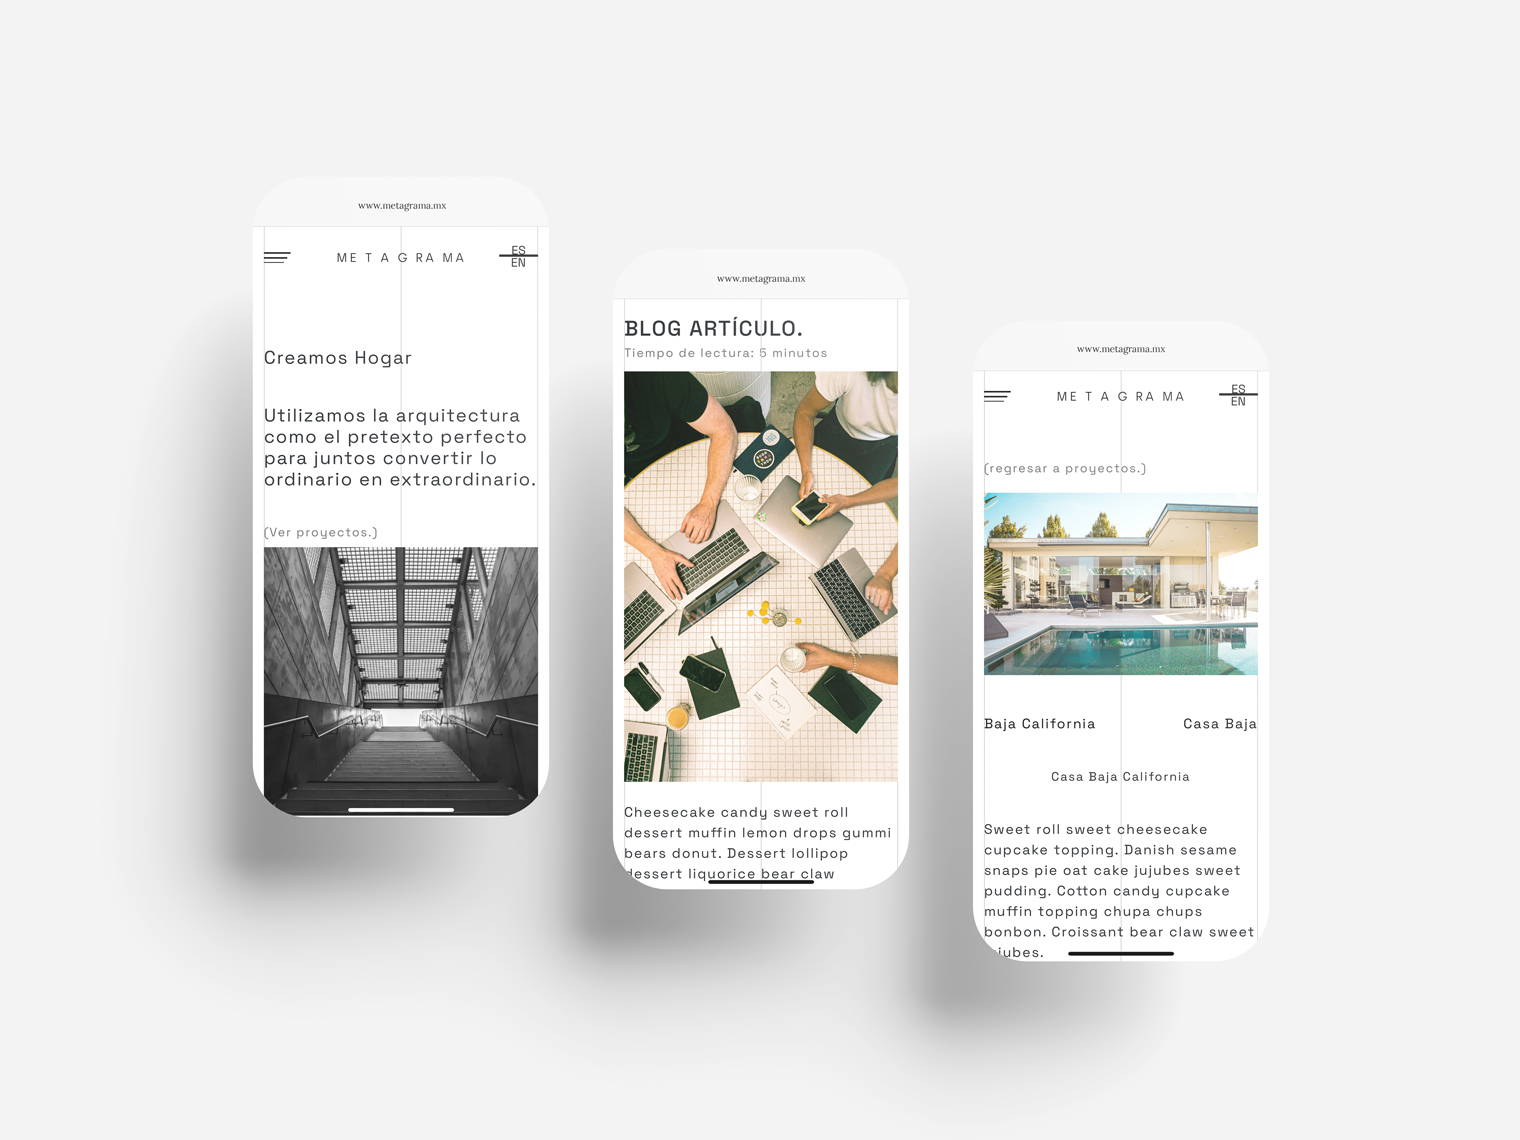 www.metagrama.mx
M E T A G R A M A
ES
EN
Creamos Hogar
Utilizamos la arquitectura
como el pretexto perfecto
para juntos convertir lo
ordinario en extraordinario.
(Ver proyectos.)
www.metagrama.mx
BLOG ARTÍCULO.
Tiempo de lectura: 5 minutos
Cheesecake candy sweet roll
dessert muffin lemon drops gummi
bears donut. Dessert lollipop
dessert liquorice bear claw
www.metagrama.mx
M E T A G R A M A
ES
EN
(regresar a proyectos.)
Baja California
Casa Baja
Casa Baja California
Sweet roll sweet cheesecake
cupcake topping. Danish sesame
snaps pie oat cake jujubes sweet
pudding. Cotton candy cupcake
muffin topping chupa chups
bonbon. Croissant bear claw sweet